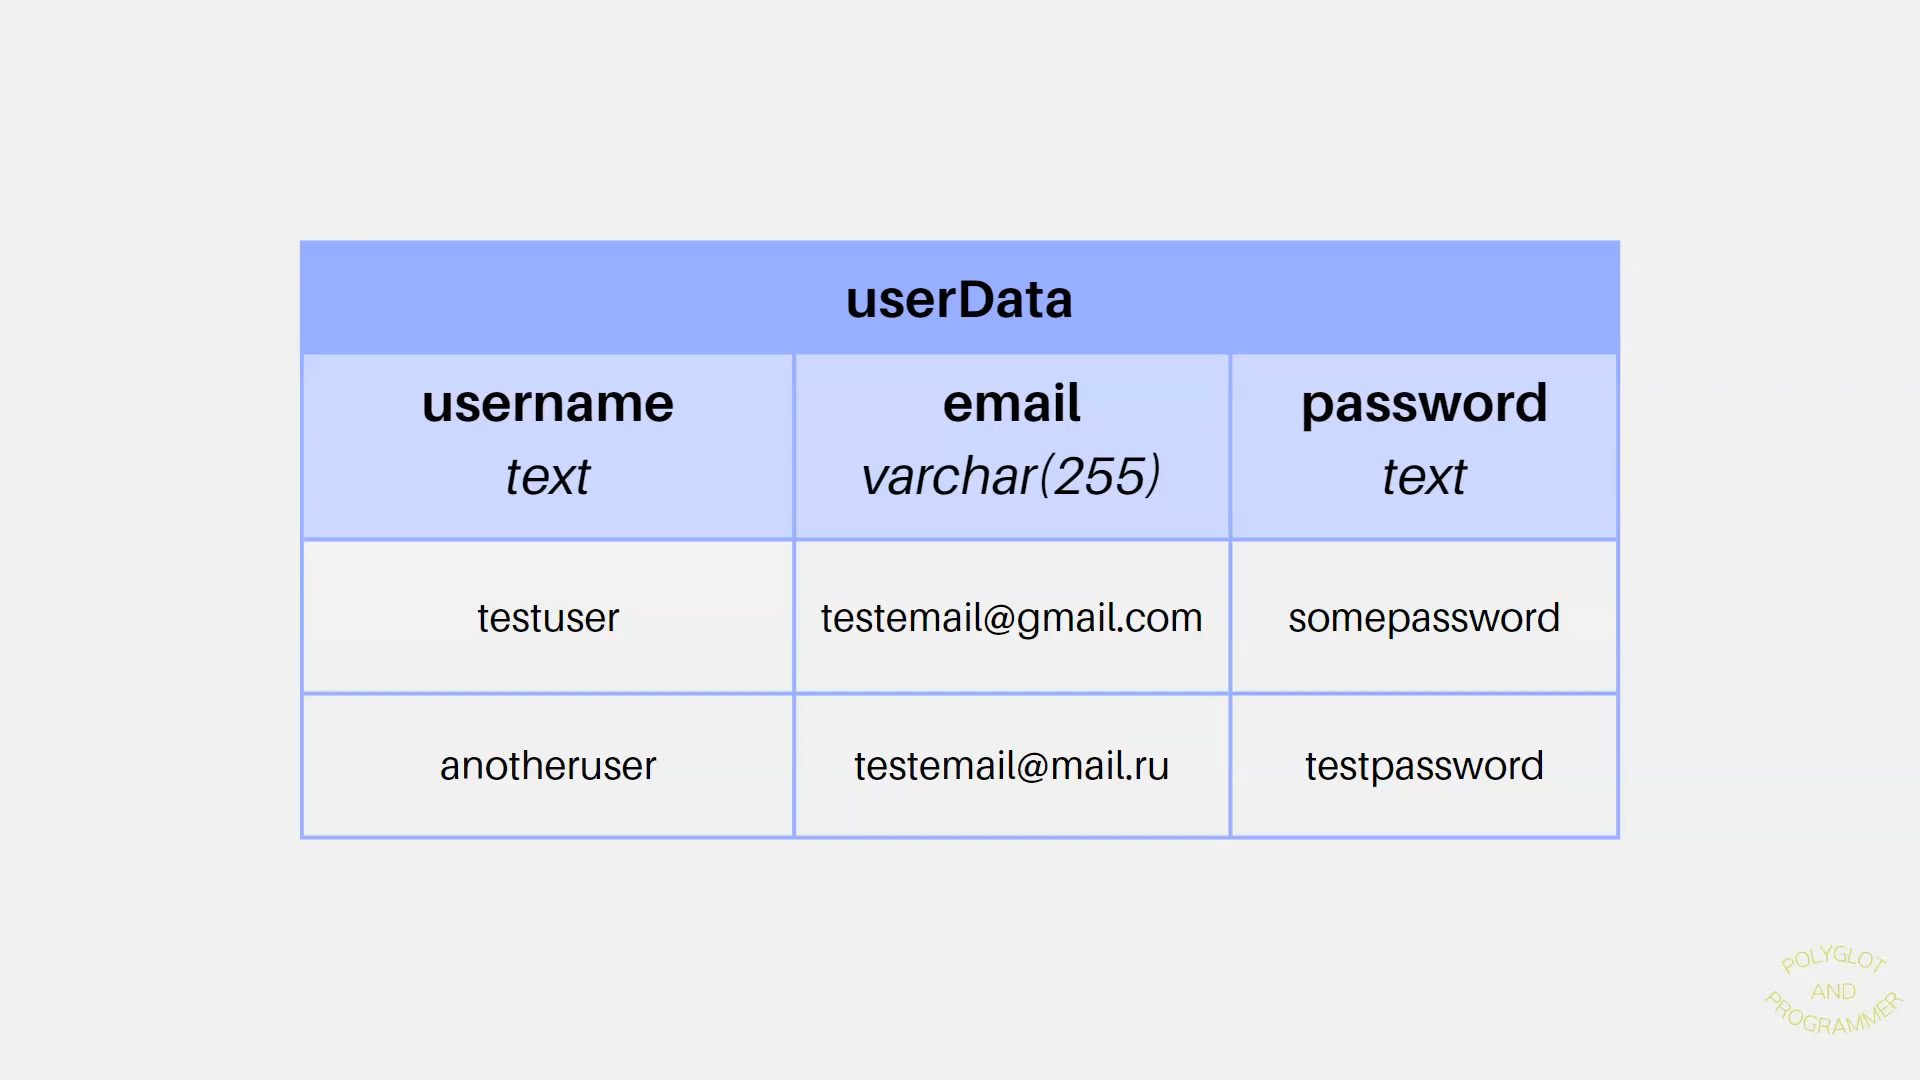 userData
username email password
text varchar(255) text
testuser testemail@gmail.com somepassword
anotheruser testemail@mail.ru testpassword
POLYGLOT
AND
PROGRAMMER